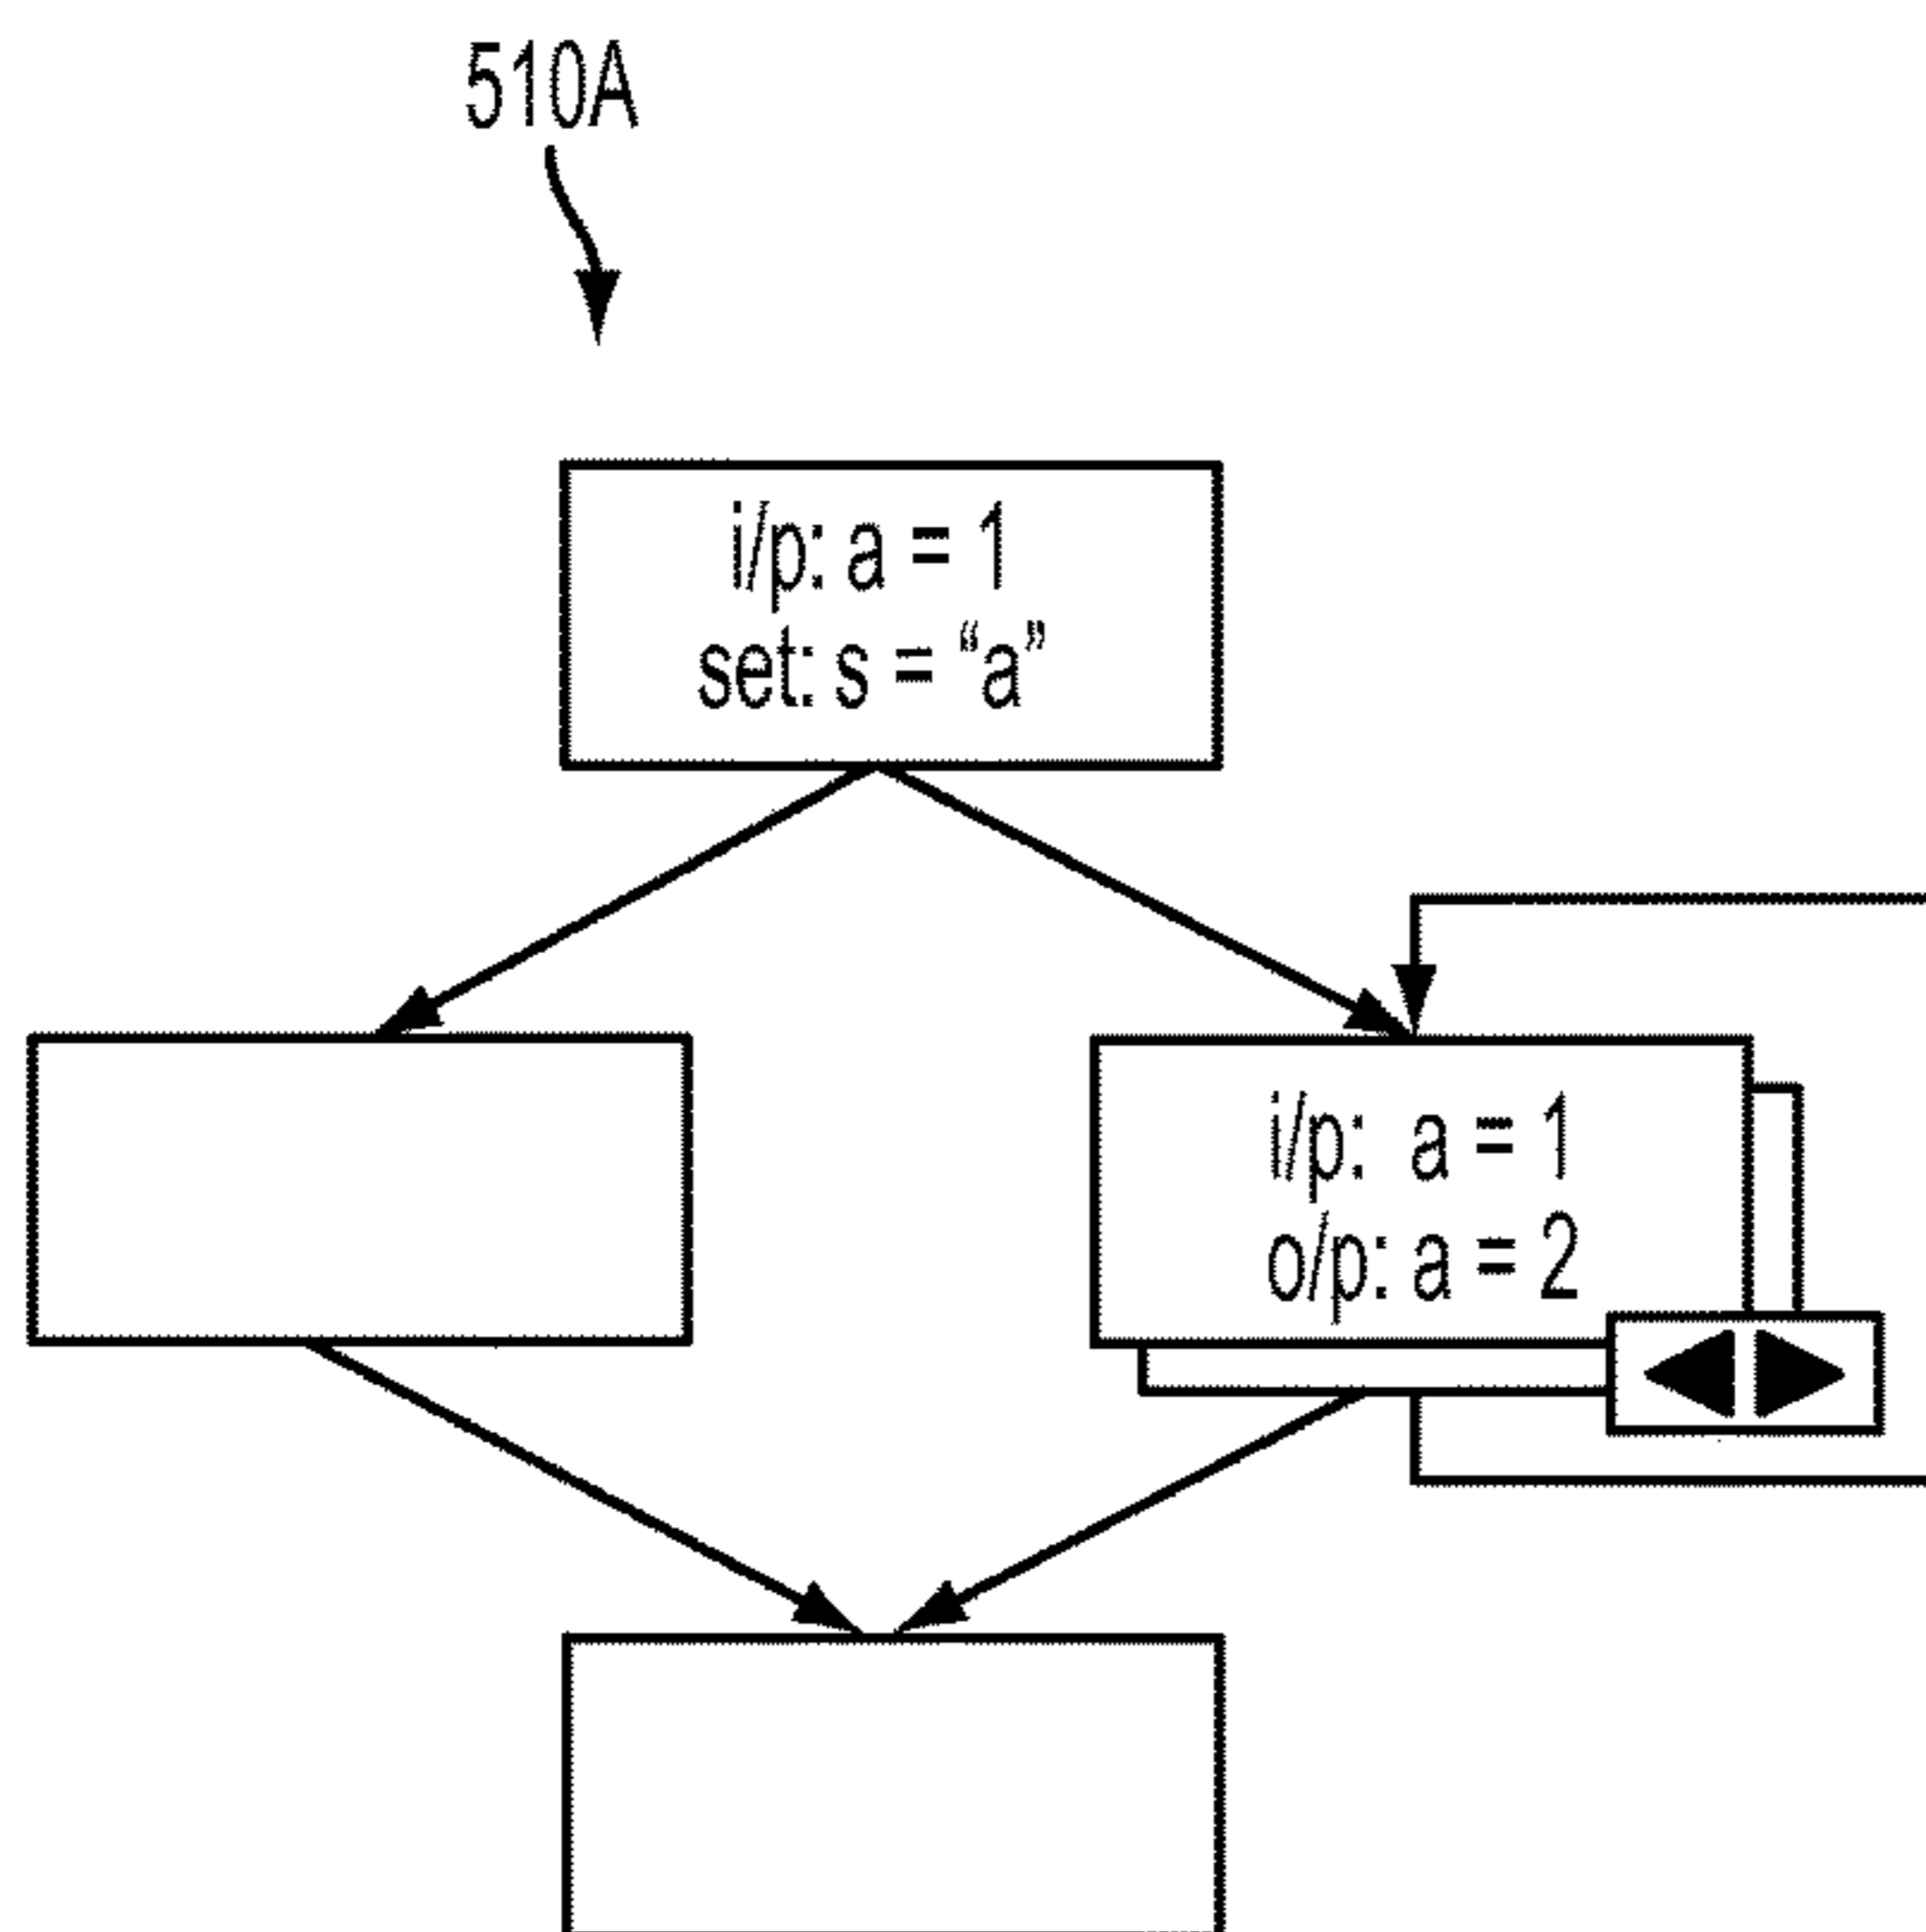 510A
i/p: a = 1
set: s = “a”
i/p: a = 1
o/p: a = 2